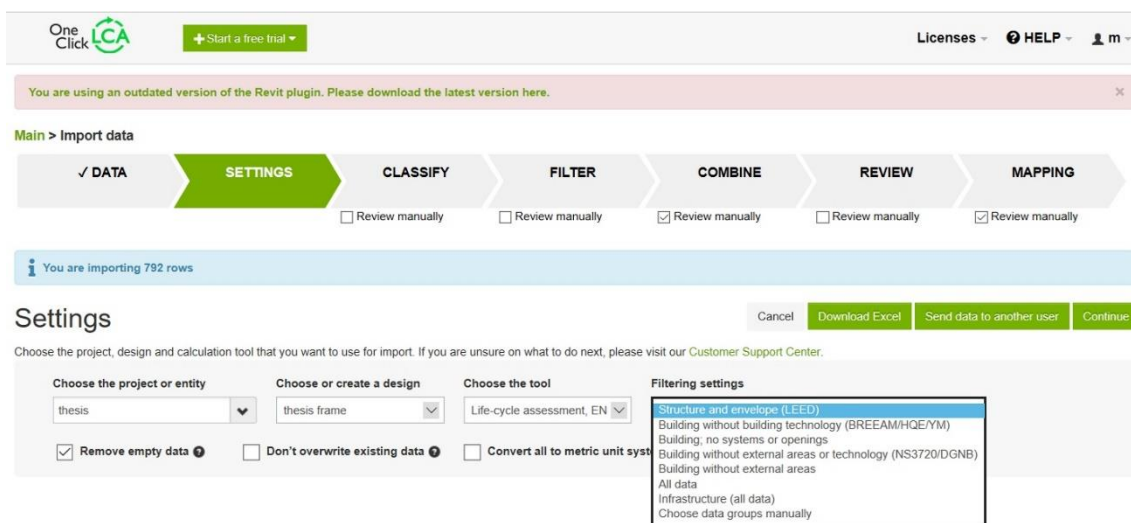 One
Click LCA
+ Start a free trial
Licenses
? HELP
m
You are using an outdated version of the Revit plugin. Please download the latest version here.
×
Main > Import data
✓ DATA
SETTINGS
CLASSIFY
FILTER
COMBINE
REVIEW
MAPPING
Review manually
Review manually
Review manually
Review manually
Review manually
i You are importing 792 rows
Settings
Cancel
Download Excel
Send data to another user
Continue
Choose the project, design and calculation tool that you want to use for import. If you are unsure on what to do next, please visit our Customer Support Center.
Choose the project or entity
Choose or create a design
Choose the tool
Filtering settings
thesis
thesis frame
Life-cycle assessment, EN
Structure and envelope (LEED)
Building without building technology (BREEAM/HQE/YM)
Building; no systems or openings
Building without external areas or technology (NS3720/DGNB)
Building without external areas
All data
Infrastructure (all data)
Choose data groups manually
Remove empty data ?
Don't overwrite existing data ?
Convert all to metric unit syst